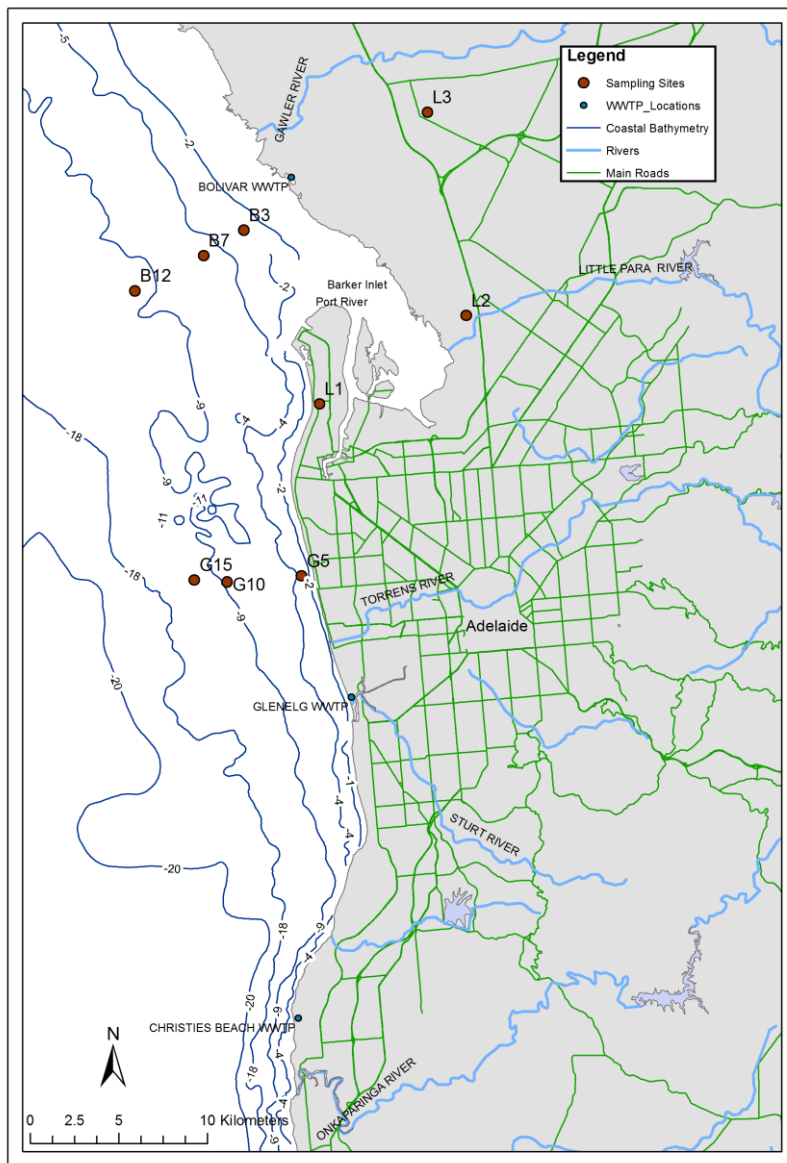 -5
GAWLER RIVER
Legend
Sampling Sites
WWTP_Locations
Coastal Bathymetry
Rivers
Main Roads
L3
-2
BOLIVAR WWTP
B3
B7
B12
-2
LITTLE PARA RIVER
Barker Inlet
Port River
L2
L1
-9
-4
-4
-18
-9
-2
-11
-11
-18
G15
G10
G5
-2
TORRENS RIVER
-9
Adelaide
-20
GLENELG WWTP
-1
-4
-4
STURT RIVER
-20
-18
-9
-4
-20
-9
CHRISTIES BEACH WWTP
-18
-4
-4
-9
ONKAPARINGA RIVER
N
0 2.5 5 10 Kilometers